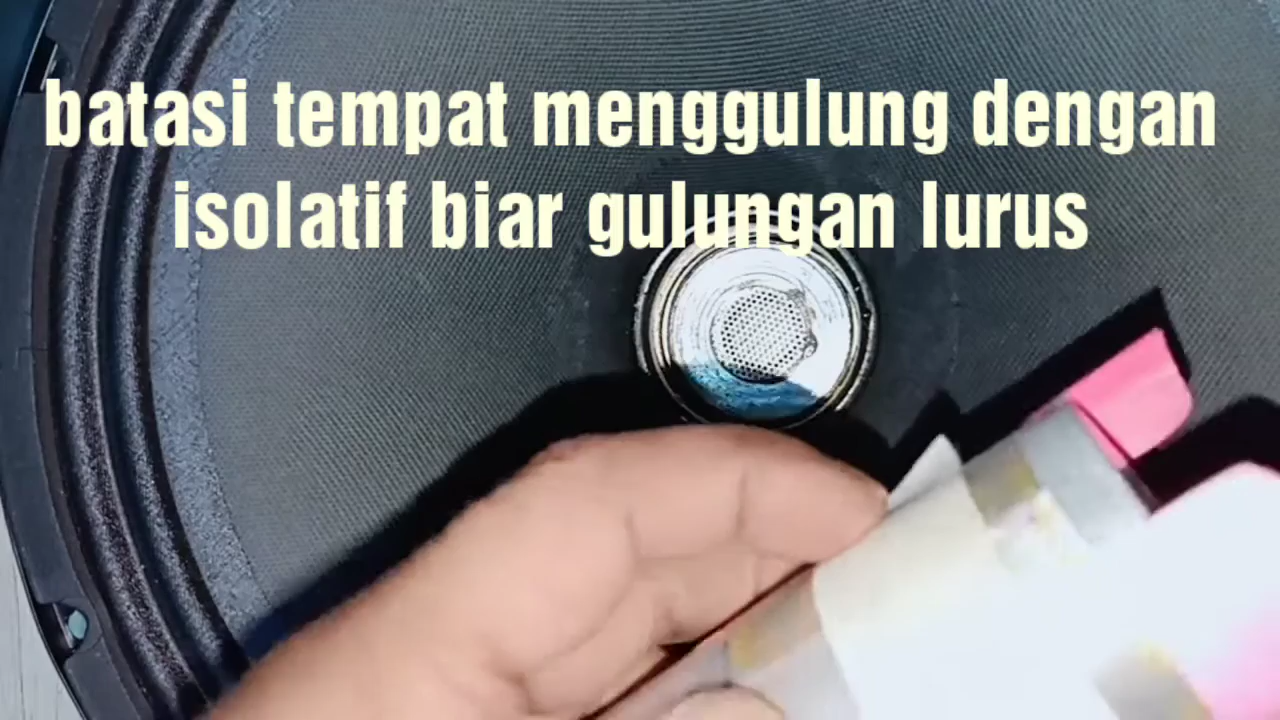 batasi tempat menggulung dengan
isolatif biar gulungan lurus